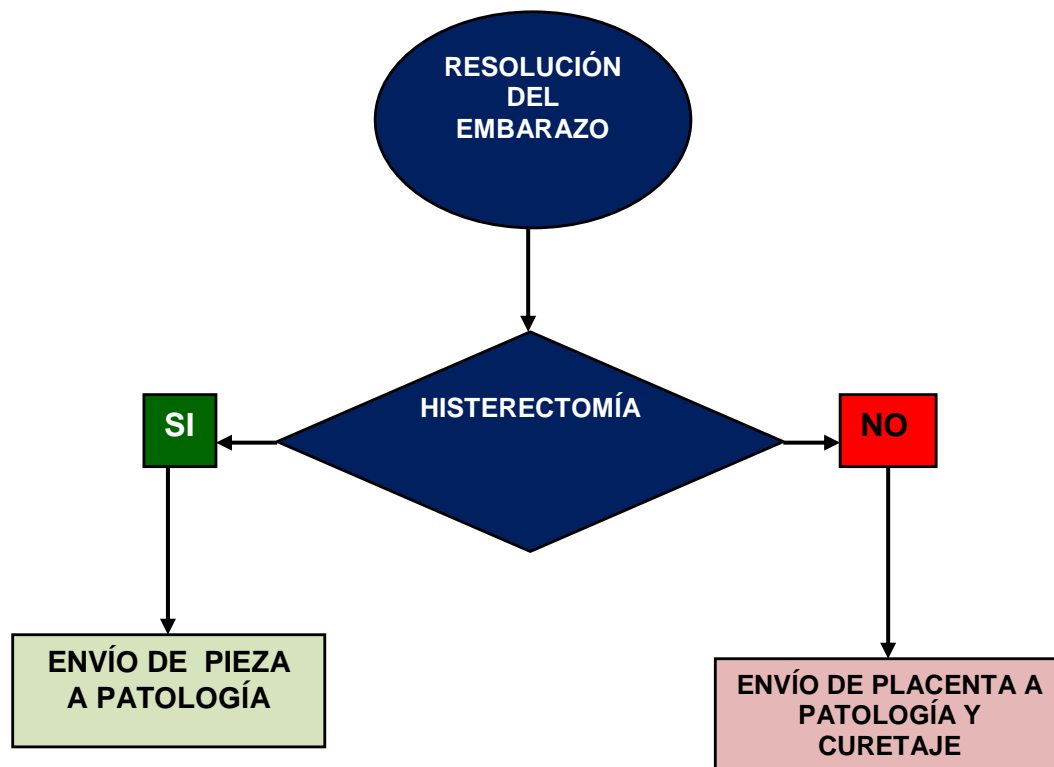 RESOLUCIÓN
DEL
EMBARAZO
HISTERECTOMÍA
SI
NO
ENVÍO DE PIEZA
A PATOLOGÍA
ENVÍO DE PLACENTA A
PATOLOGÍA Y
CURETAJE